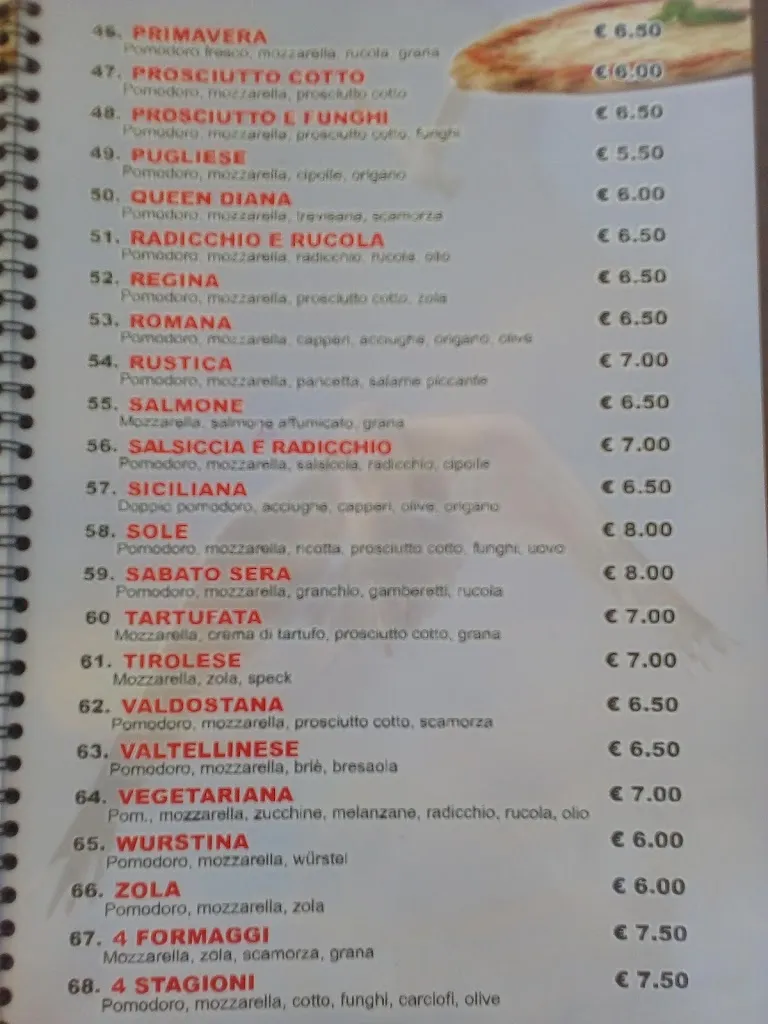 46. PRIMAVERA € 6.50
Pomodoro fresco, mozzarella, rucola, grana
47. PROSCIUTTO COTTO € 6.00
Pomodoro, mozzarella, prosciutto cotto
48. PROSCIUTTO E FUNGHI € 6.50
Pomodoro, mozzarella, prosciutto cotto, funghi
49. PUGLIESE € 5.50
Pomodoro, mozzarella, cipolle, origano
50. QUEEN DIANA € 6.00
Pomodoro, mozzarella, trevisana, scamorza
51. RADICCHIO E RUCOLA € 6.50
Pomodoro, mozzarella, radicchio, rucola, olio
52. REGINA € 6.50
Pomodoro, mozzarella, prosciutto cotto, zola
53. ROMANA € 6.50
Pomodoro, mozzarella, capperi, acciughe, origano, olive
54. RUSTICA € 7.00
Pomodoro, mozzarella, pancetta, salame piccante
55. SALMONE € 6.50
Mozzarella, salmone affumicato, grana
56. SALSICCIA E RADICCHIO € 7.00
Pomodoro, mozzarella, salsiccia, radicchio, cipolle
57. SICILIANA € 6.50
Doppio pomodoro, acciughe, capperi, olive, origano
58. SOLE € 8.00
Pomodoro, mozzarella, ricotta, prosciutto cotto, funghi, uovo
59. SABATO SERA € 8.00
Pomodoro, mozzarella, granchio, gamberetti, rucola
60 TARTUFATA € 7.00
Mozzarella, crema di tartufo, prosciutto cotto, grana
61. TIROLESE € 7.00
Mozzarella, zola, speck
62. VALDOSTANA € 6.50
Pomodoro, mozzarella, prosciutto cotto, scamorza
63. VALTELLINESE € 6.50
Pomodoro, mozzarella, briè, bresaola
64. VEGETARIANA € 7.00
Pom., mozzarella, zucchine, melanzane, radicchio, rucola, olio
65. WURSTINA € 6.00
Pomodoro, mozzarella, würstel
66. ZOLA € 6.00
Pomodoro, mozzarella, zola
67. 4 FORMAGGI € 7.50
Mozzarella, zola, scamorza, grana
68. 4 STAGIONI € 7.50
Pomodoro, mozzarella, cotto, funghi, carciofi, olive